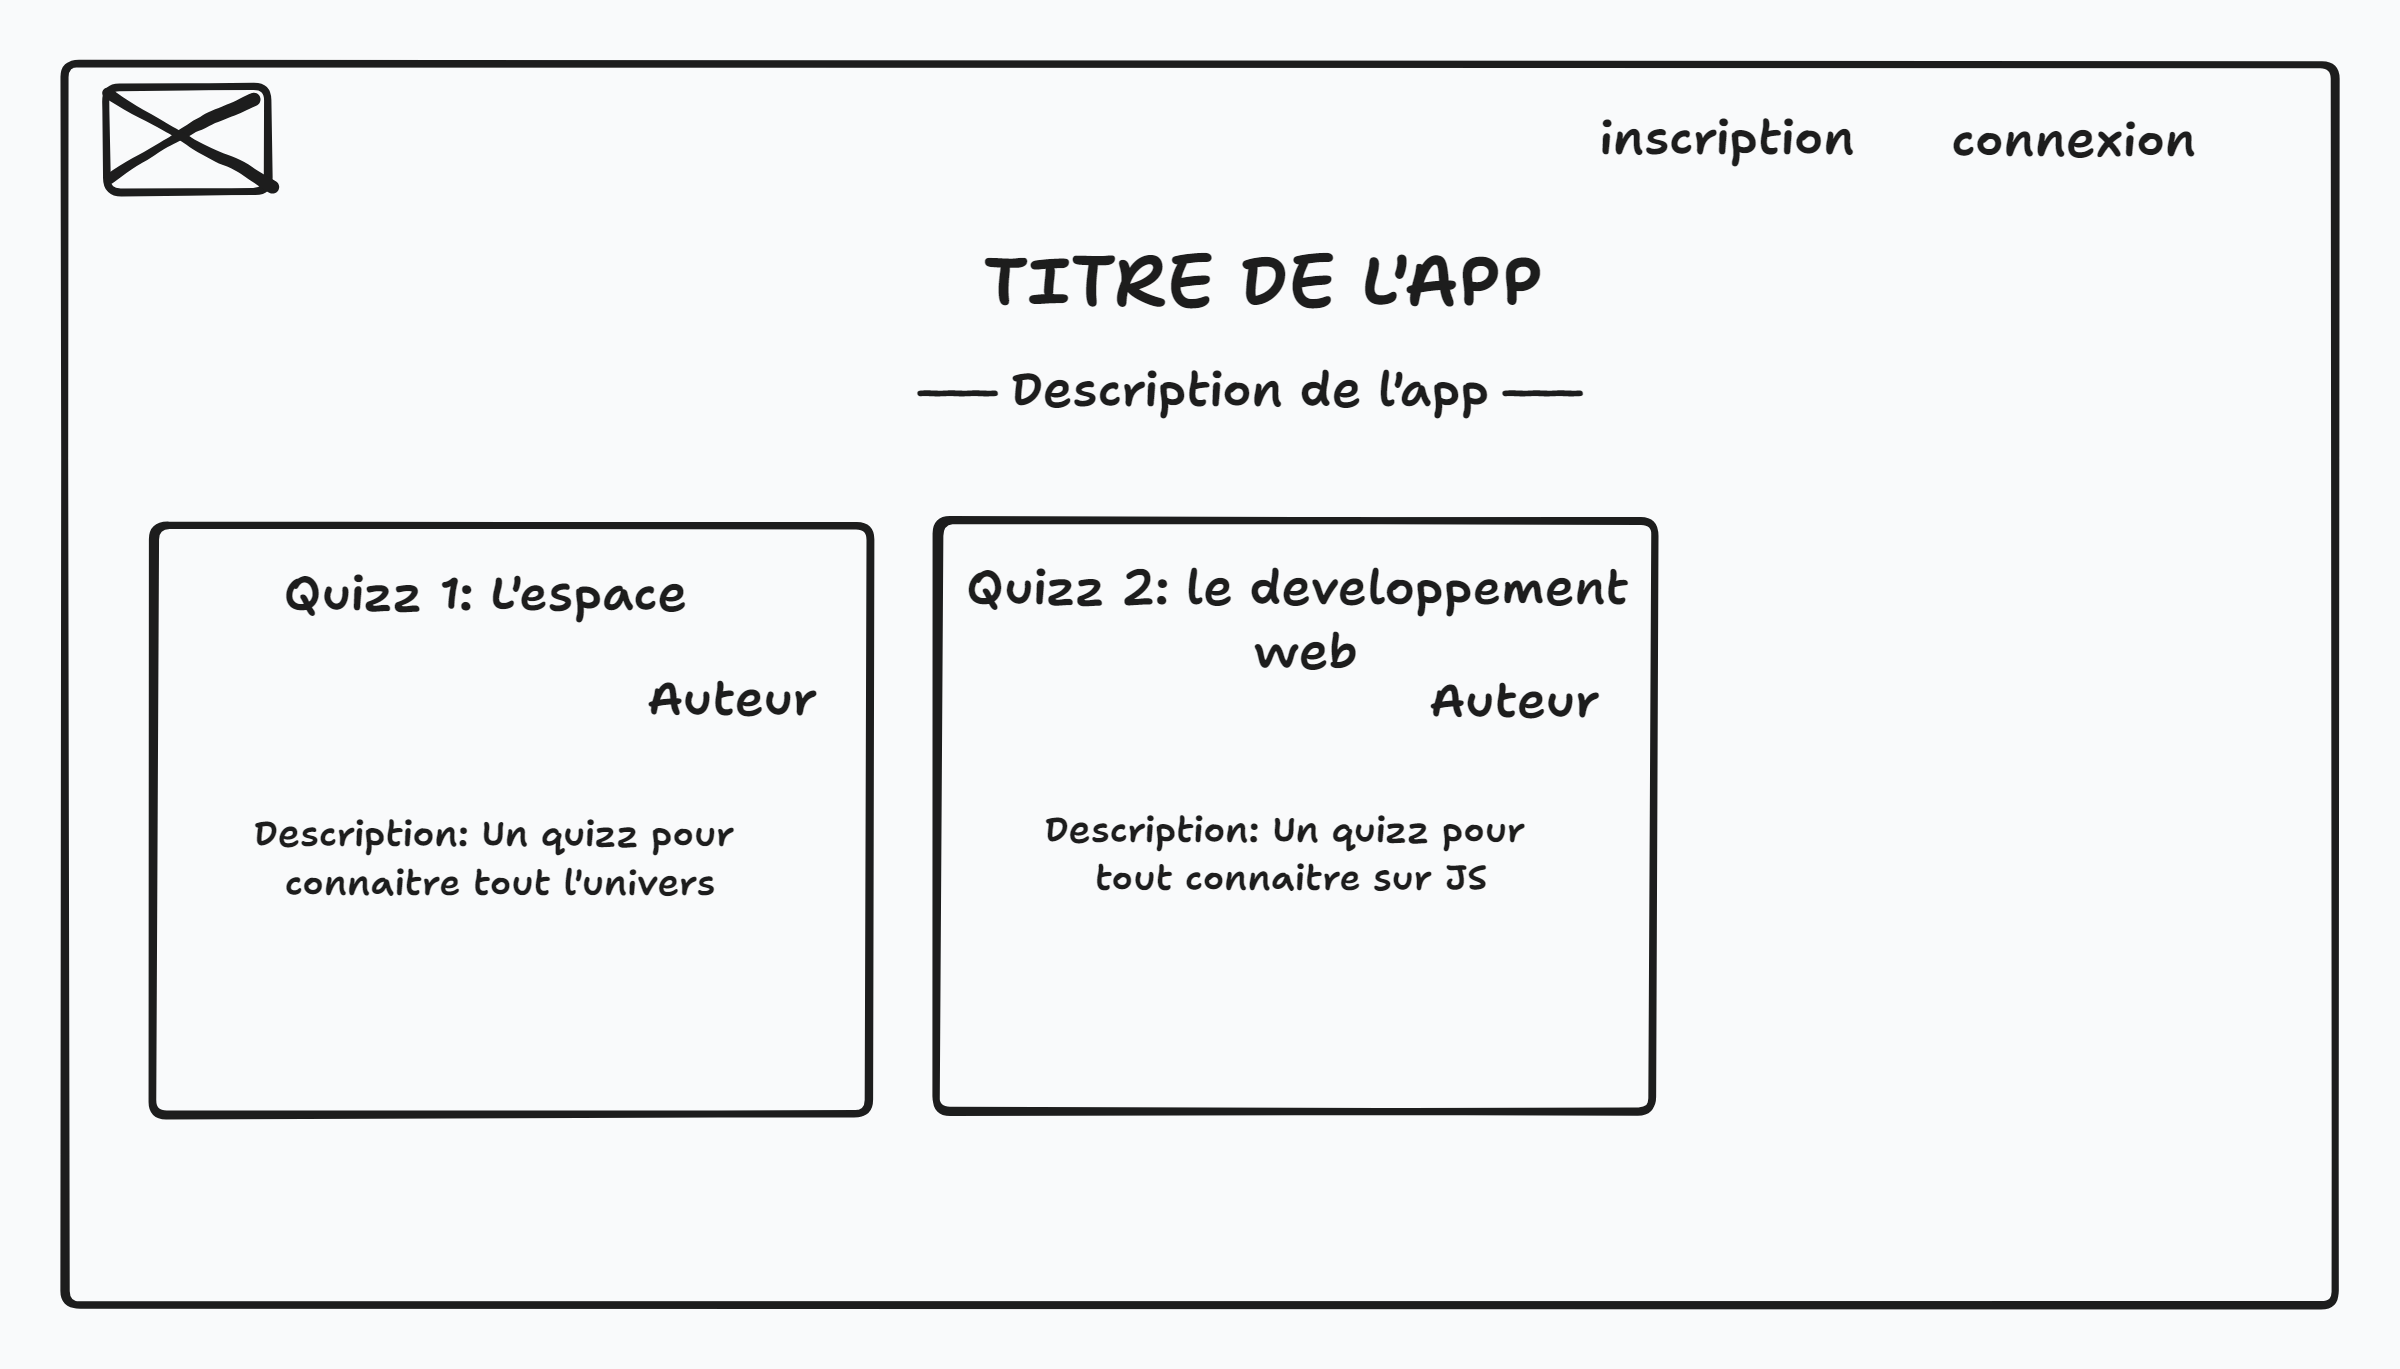 inscription connexion
TITRE DE L'APP
Description de l'app
Quizz 1: L'espace
Auteur
Description: Un quizz pour
connaitre tout l'univers
Quizz 2: le developpement
web
Auteur
Description: Un quizz pour
tout connaitre sur JS